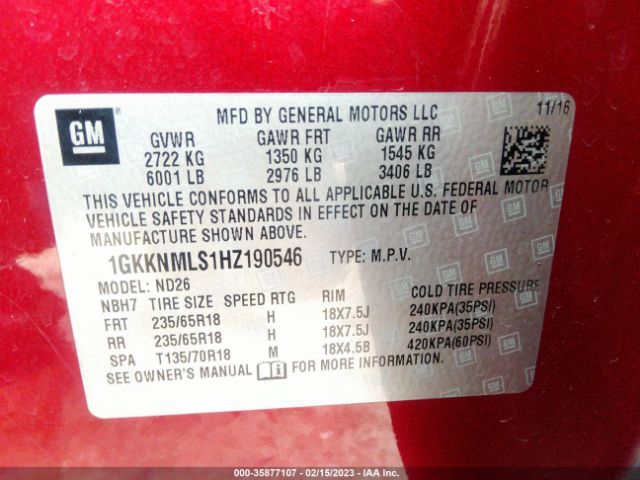 GM
MFD BY GENERAL MOTORS LLC 11/16
GVWR GAWR FRT GAWR RR
2722 KG 1350 KG 1545 KG
6001 LB 2976 LB 3406 LB
THIS VEHICLE CONFORMS TO ALL APPLICABLE U.S. FEDERAL MOTOR
VEHICLE SAFETY STANDARDS IN EFFECT ON THE DATE OF
MANUFACTURE SHOWN ABOVE.
1GKKNMLS1HZ190546 TYPE: M.P.V.
MODEL: ND26
NBH7 TIRE SIZE SPEED RTG RIM COLD TIRE PRESSURE
FRT 235/65R18 H 18X7.5J 240KPA(35PSI)
RR 235/65R18 H 18X7.5J 240KPA(35PSI)
SPA T135/70R18 M 18X4.5B 420KPA(60PSI)
SEE OWNER'S MANUAL FOR MORE INFORMATION.
000-35877107 - 02/15/2023 - IAA Inc.